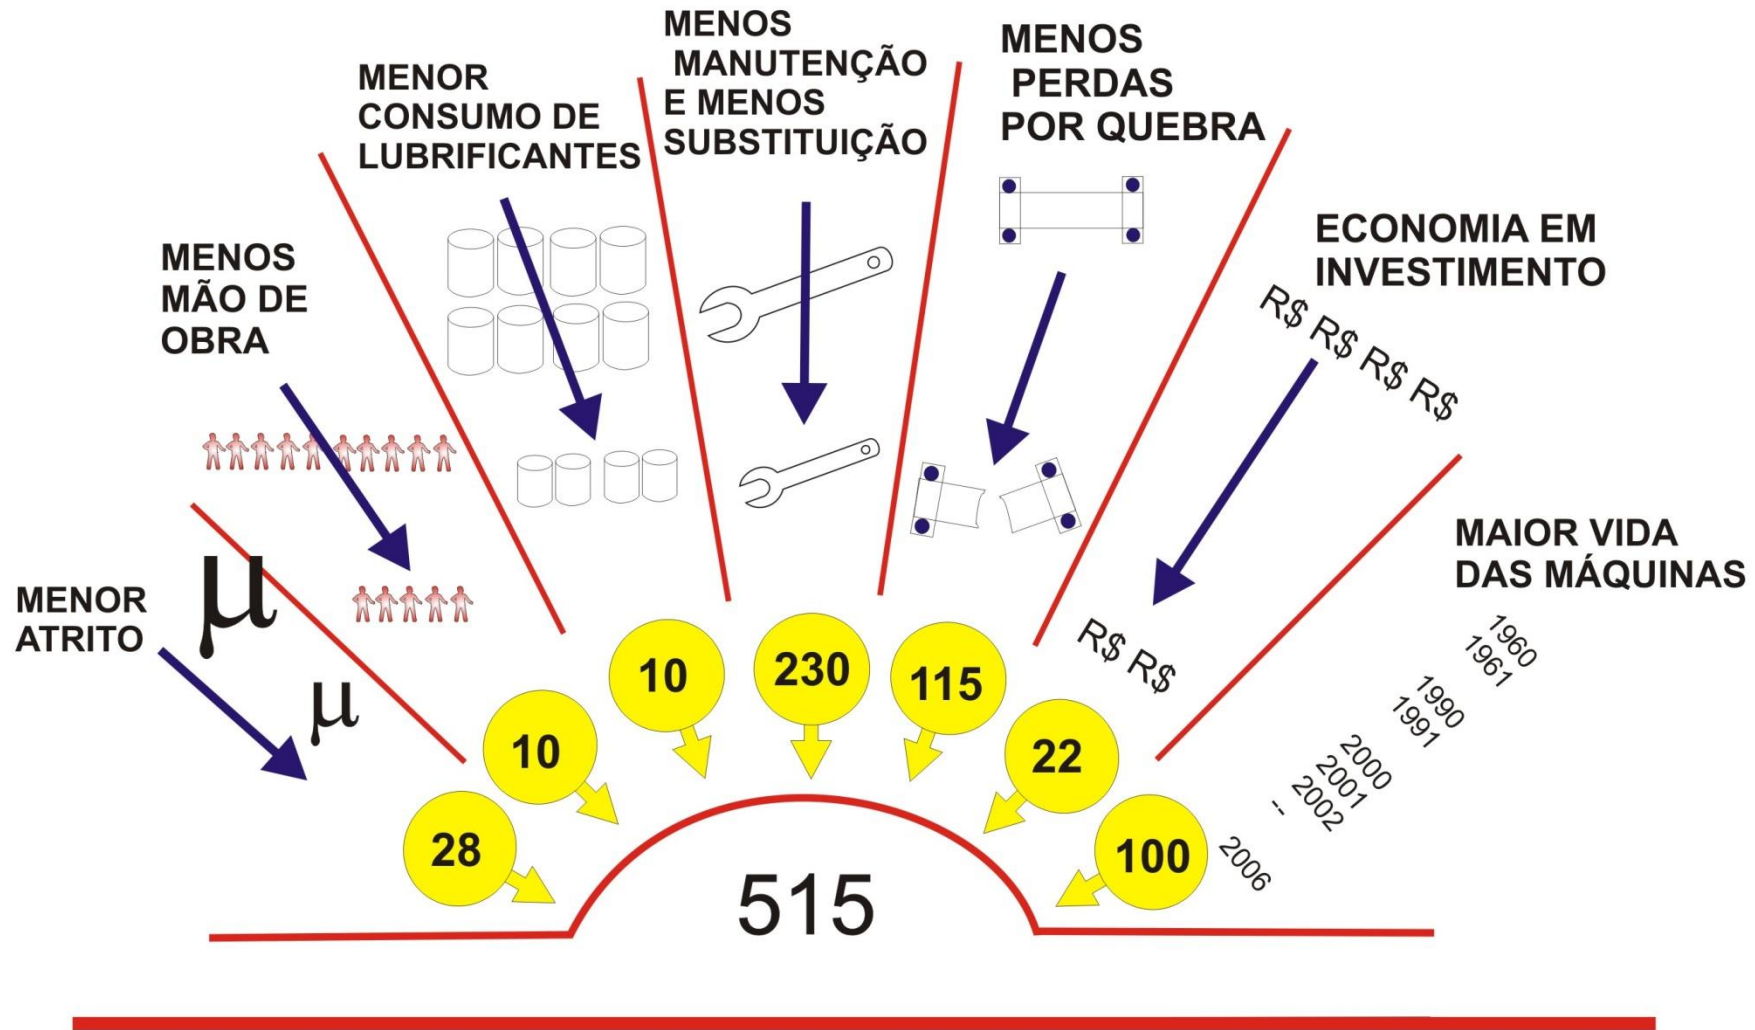 MENOR
ATRITO
μ
μ
28
MENOS
MÃO DE
OBRA
10
MENOR
CONSUMO DE
LUBRIFICANTES
10
MENOS
MANUTENÇÃO
E MENOS
SUBSTITUIÇÃO
230
MENOS
PERDAS
POR QUEBRA
115
ECONOMIA EM
INVESTIMENTO
R$ R$ R$ R$
R$ R$
22
MAIOR VIDA
DAS MÁQUINAS
1960
1961
1990
1991
2000
2001
2002
--
2006
100
515